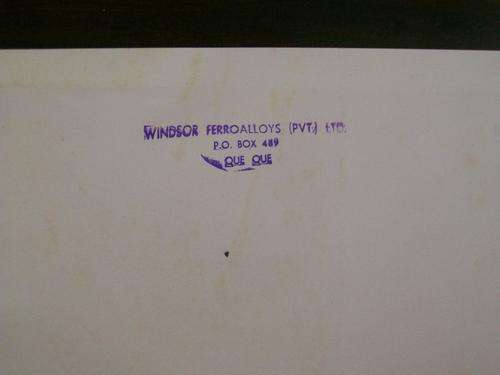 WINDSOR FERROALLOYS (PVT.) LTD.
P.O. BOX 489
QUE QUE